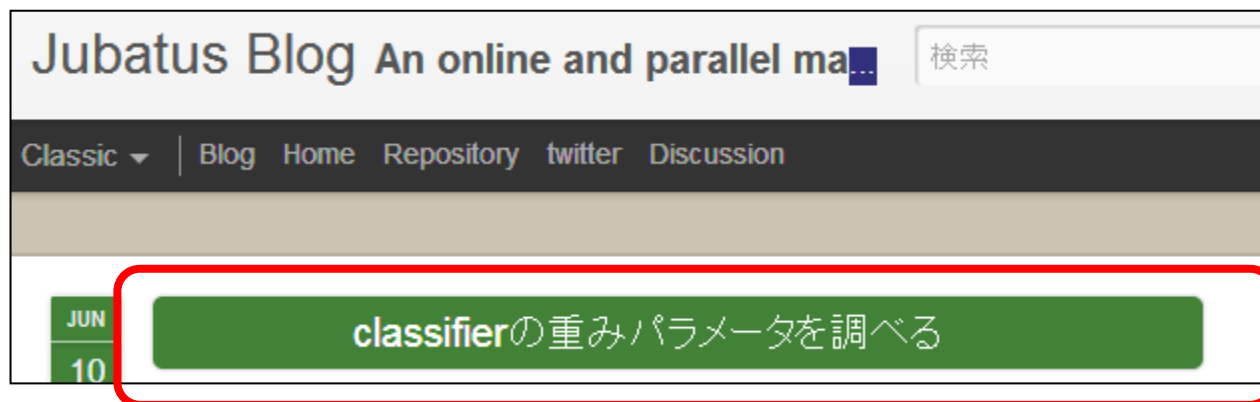 Jubatus Blog An online and parallel ma...
検索
Classic Blog Home Repository twitter Discussion
JUN
10
classifierの重みパラメータを調べる